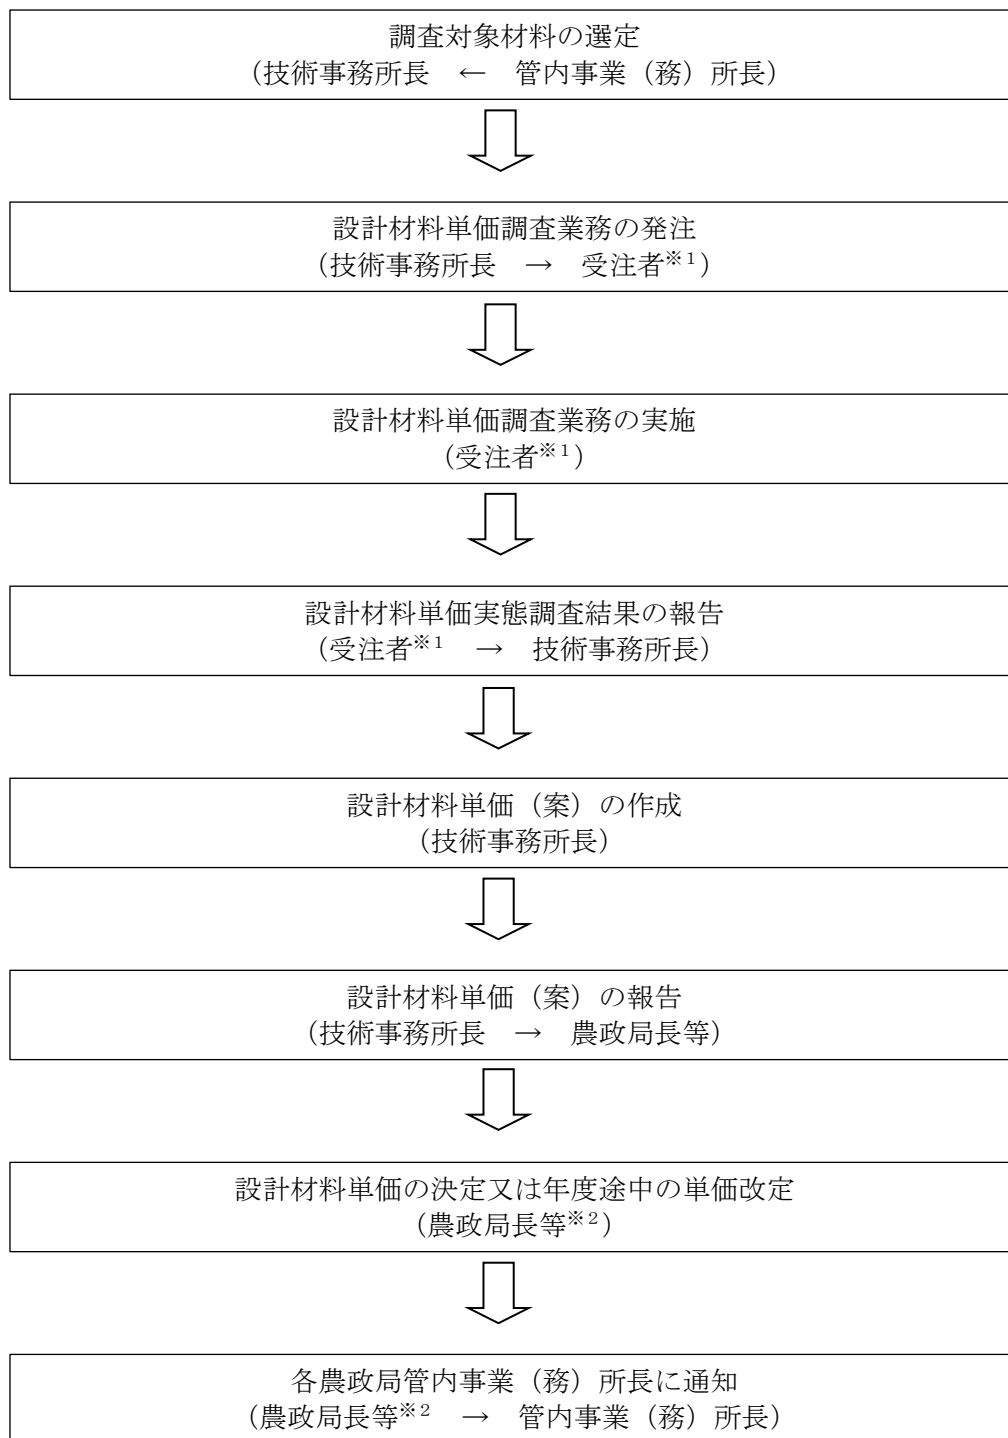 調査対象材料の選定
（技術事務所長　←　管内事業（務）所長）
設計材料単価調査業務の発注
（技術事務所長　→　受注者※１）
設計材料単価調査業務の実施
（受注者※１）
設計材料単価実態調査結果の報告
（受注者※１　→　技術事務所長）
設計材料単価（案）の作成
（技術事務所長）
設計材料単価（案）の報告
（技術事務所長　→　農政局長等）
設計材料単価の決定又は年度途中の単価改定
（農政局長等※２）
各農政局管内事業（務）所長に通知
（農政局長等※２　→　管内事業（務）所長）